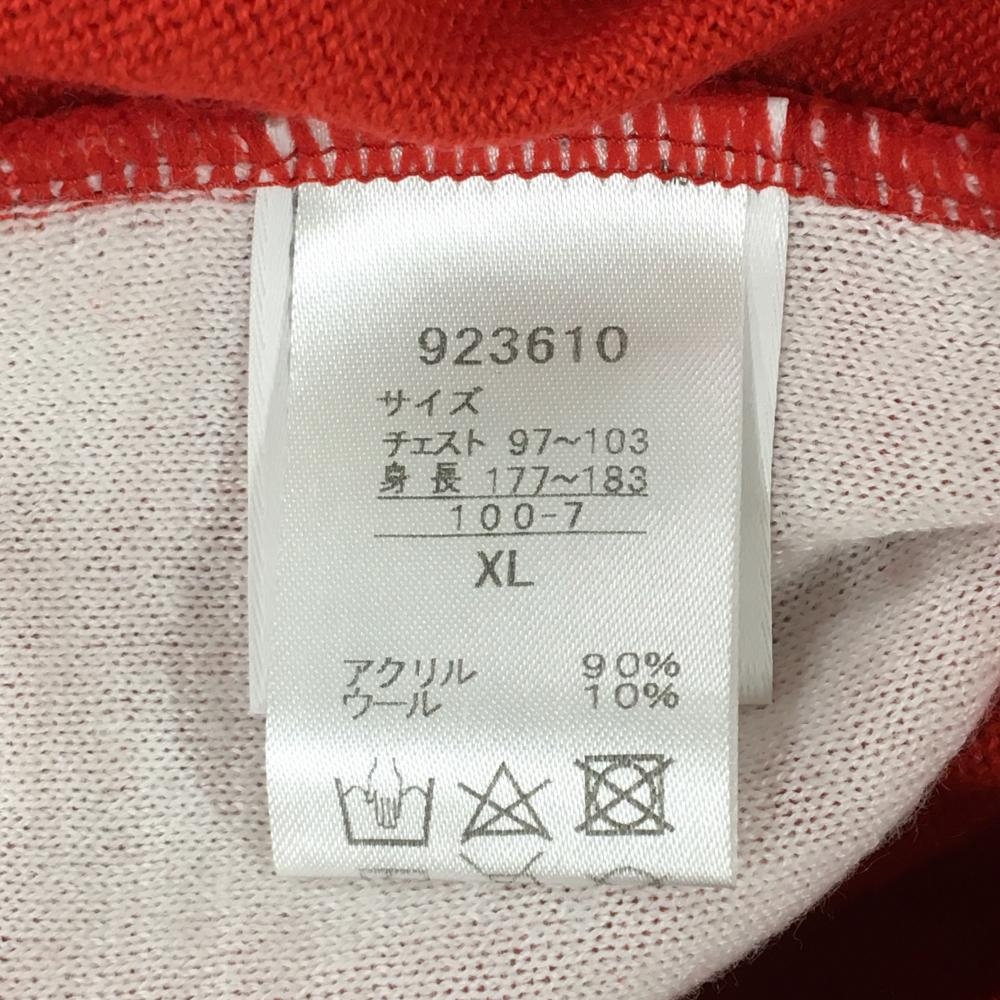 923610
サイズ
チェスト 97～103
身長 177～183
100-7
XL
アクリル 90%
ウール 10%